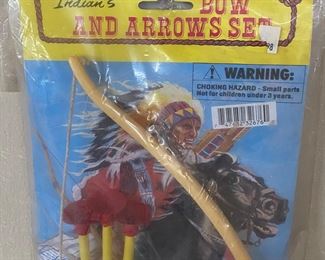 Indian's
BOW
AND ARROWS SET
WARNING:
CHOKING HAZARD - Small parts
Not for children under 3 years.